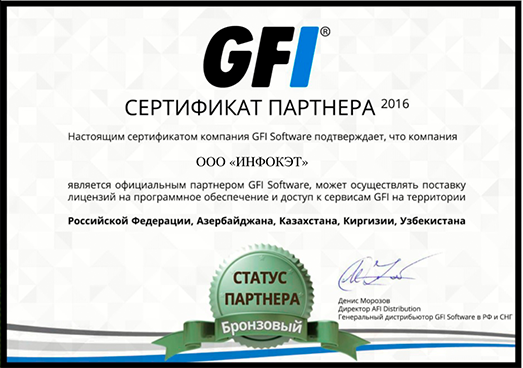 GFI®
СЕРТИФИКАТ ПАРТНЕРА 2016
Настоящим сертификатом компания GFI Software подтверждает, что компания
ООО «ИНФОКЭТ»
является официальным партнером GFI Software, может осуществлять поставку
лицензий на программное обеспечение и доступ к сервисам GFI на территории
Российской Федерации, Азербайджана, Казахстана, Киргизии, Узбекистана
СТАТУС
ПАРТНЕРА
Бронзовый
Денис Морозов
Директор AFI Distribution
Генеральный дистрибьютор GFI Software в РФ и СНГ